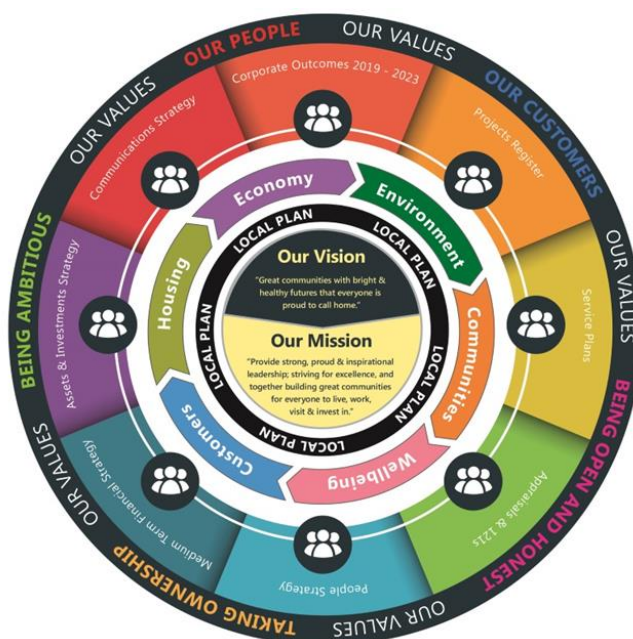 OUR VALUES
OUR PEOPLE
OUR VALUES
OUR CUSTOMERS
OUR VALUES
BEING OPEN AND HONEST
OUR VALUES
TAKING OWNERSHIP
OUR VALUES
BEING AMBITIOUS
Corporate Outcomes 2019 - 2023
Projects Register
Service Plans
Appraisals & 121s
People Strategy
Medium Term Financial Strategy
Assets & Investments Strategy
Communications Strategy
Economy
Environment
Communities
Wellbeing
Customers
Housing
LOCAL PLAN
LOCAL PLAN
LOCAL PLAN
LOCAL PLAN
LOCAL PLAN
Our Vision
"Great communities with bright &
healthy futures that everyone is
proud to call home."
Our Mission
"Provide strong, proud & inspirational
leadership; striving for excellence, and
together building great communities
for everyone to live, work,
visit & invest in."